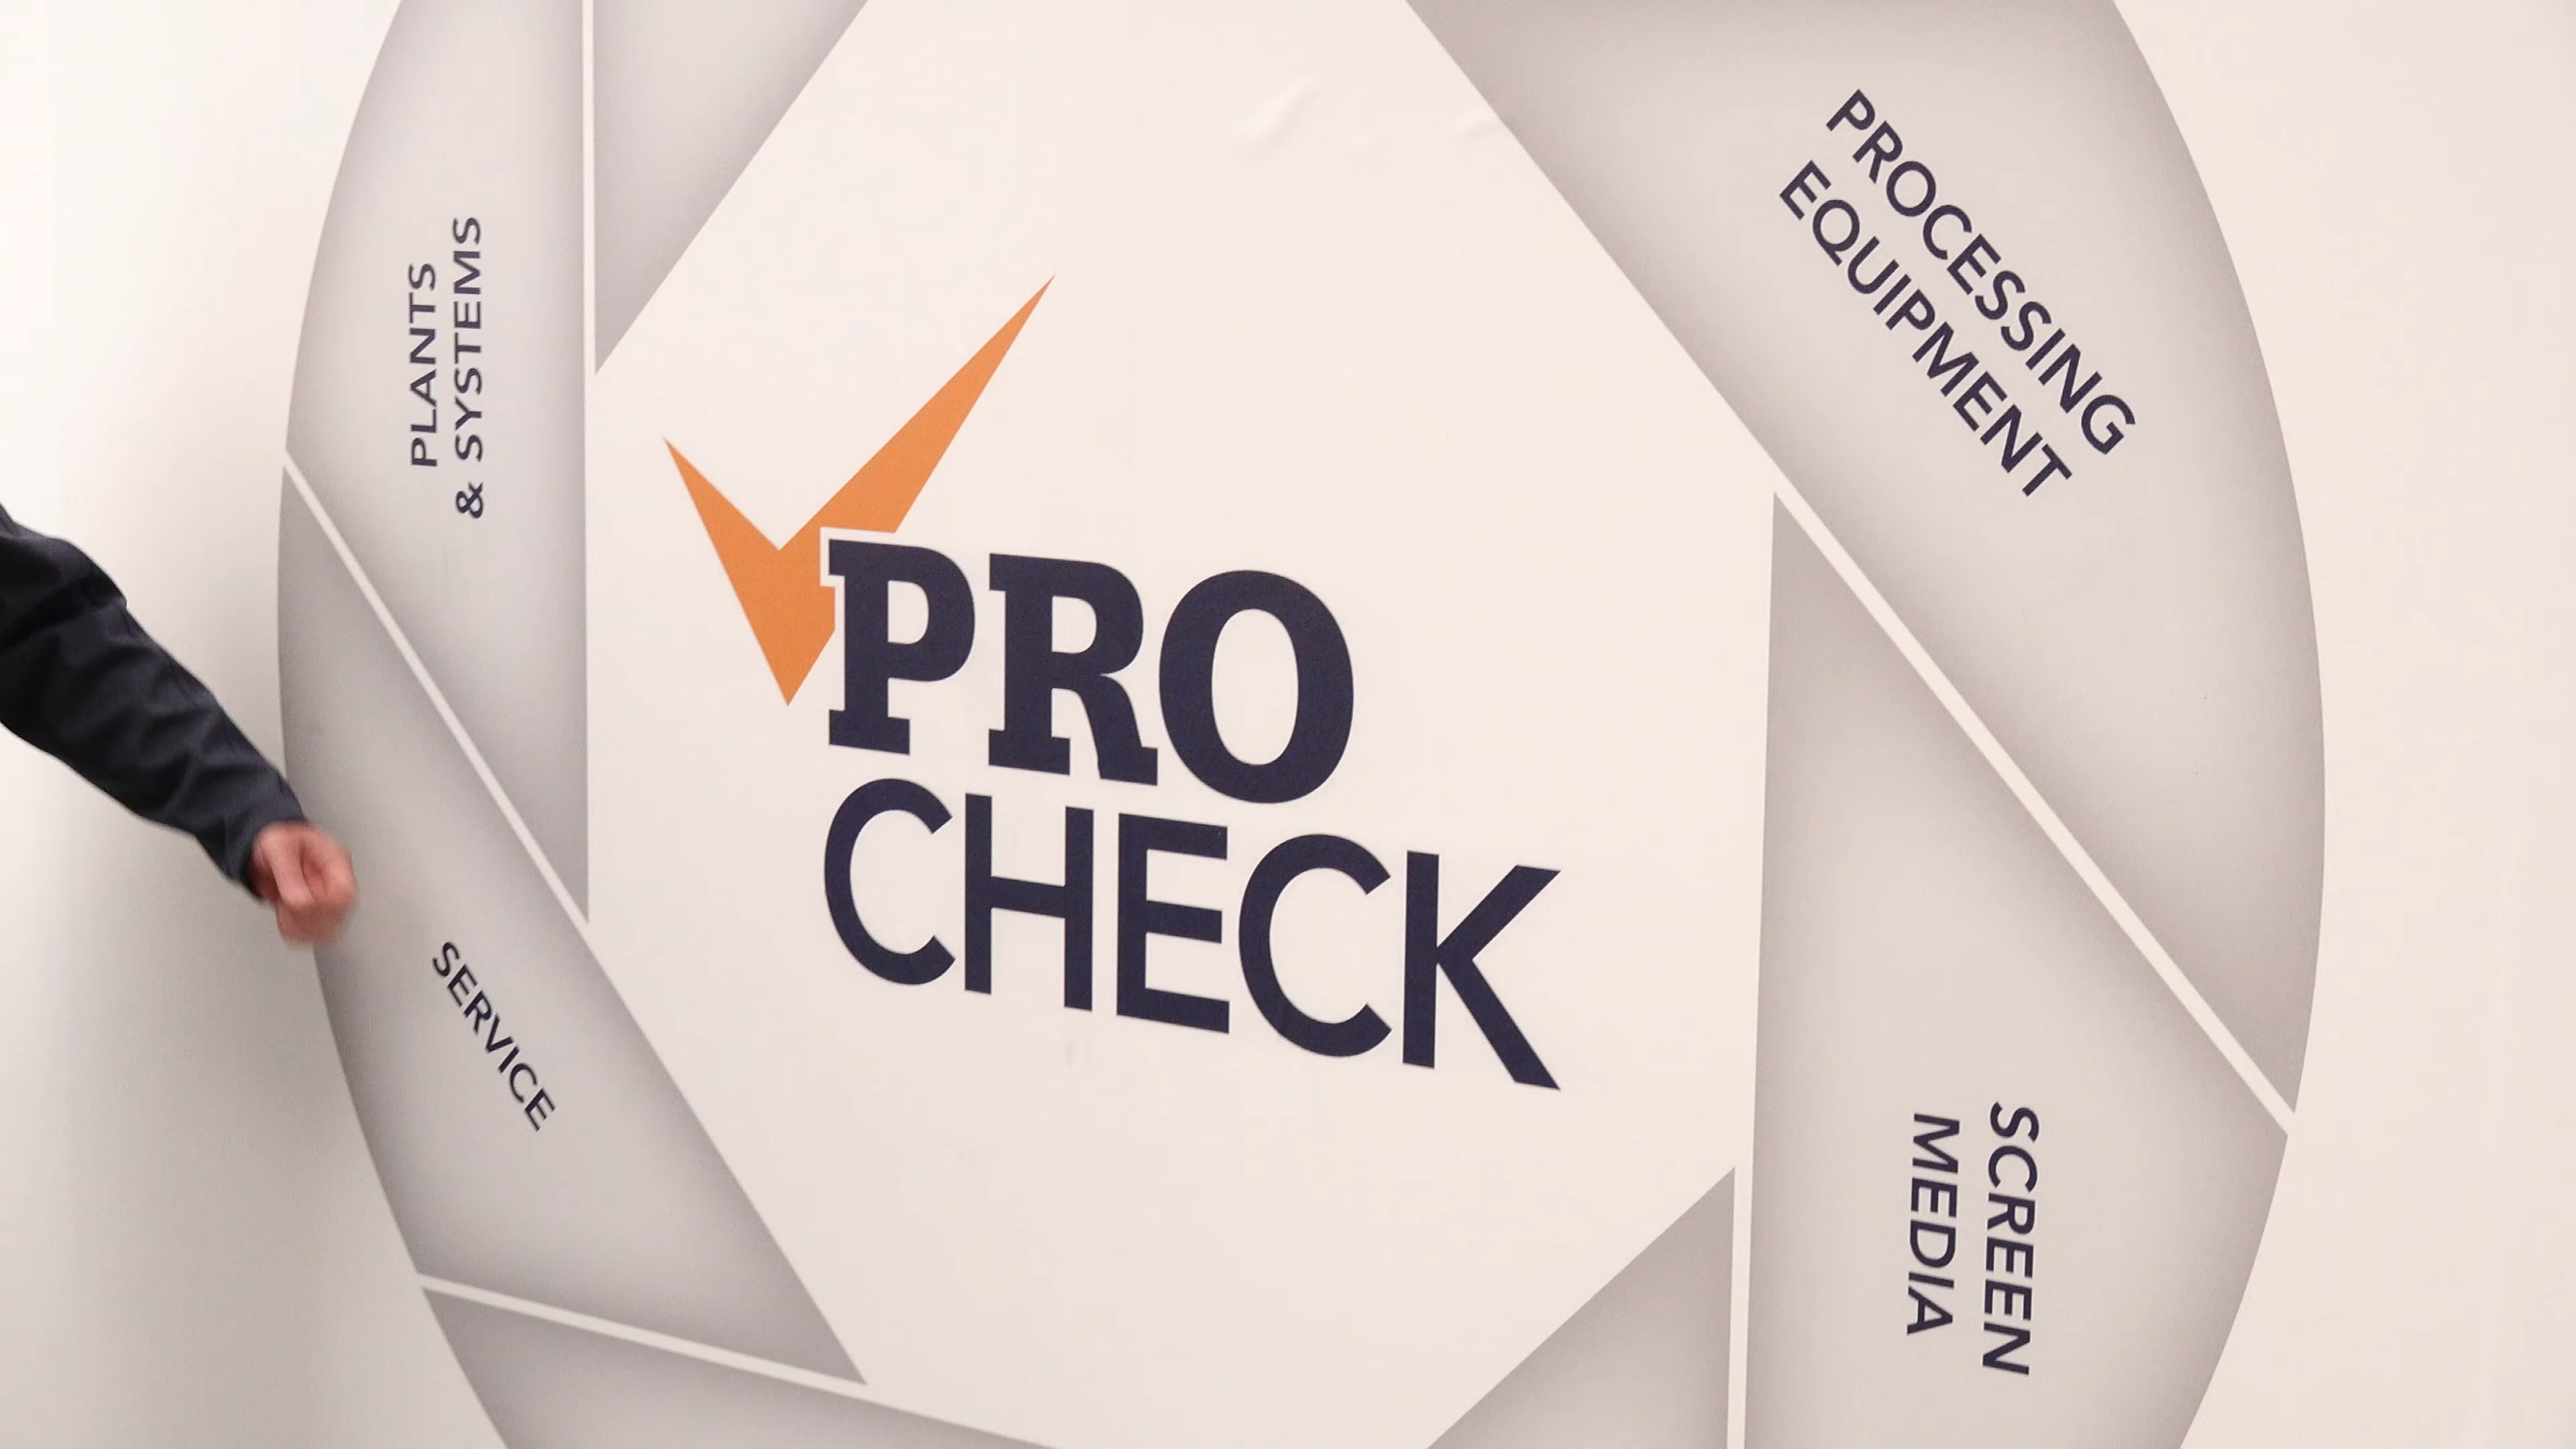 PLANTS
& SYSTEMS
PROCESSING
EQUIPMENT
PRO
CHECK
SERVICE
SCREEN
MEDIA